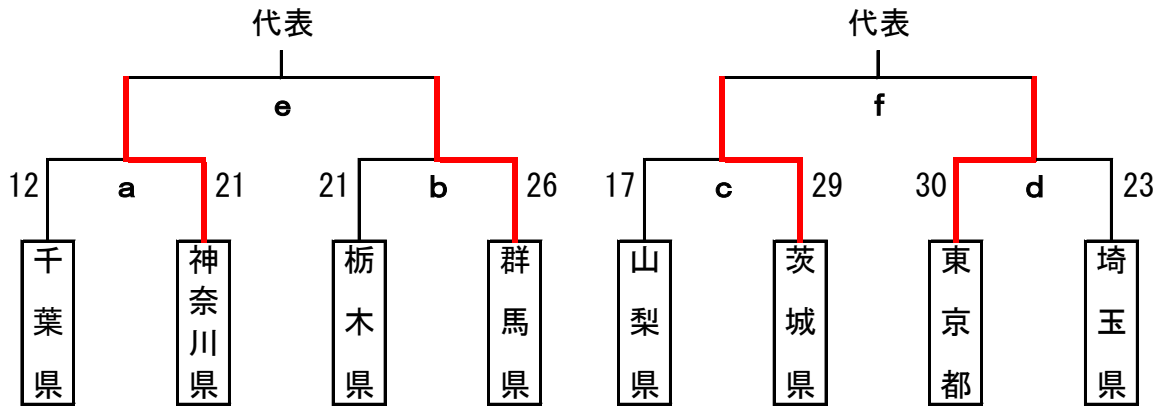 代表 代表
e f
12 a 21 21 b 26 17 c 29 30 d 23
千葉県 神奈川県 栃木県 群馬県 山梨県 茨城県 東京都 埼玉県